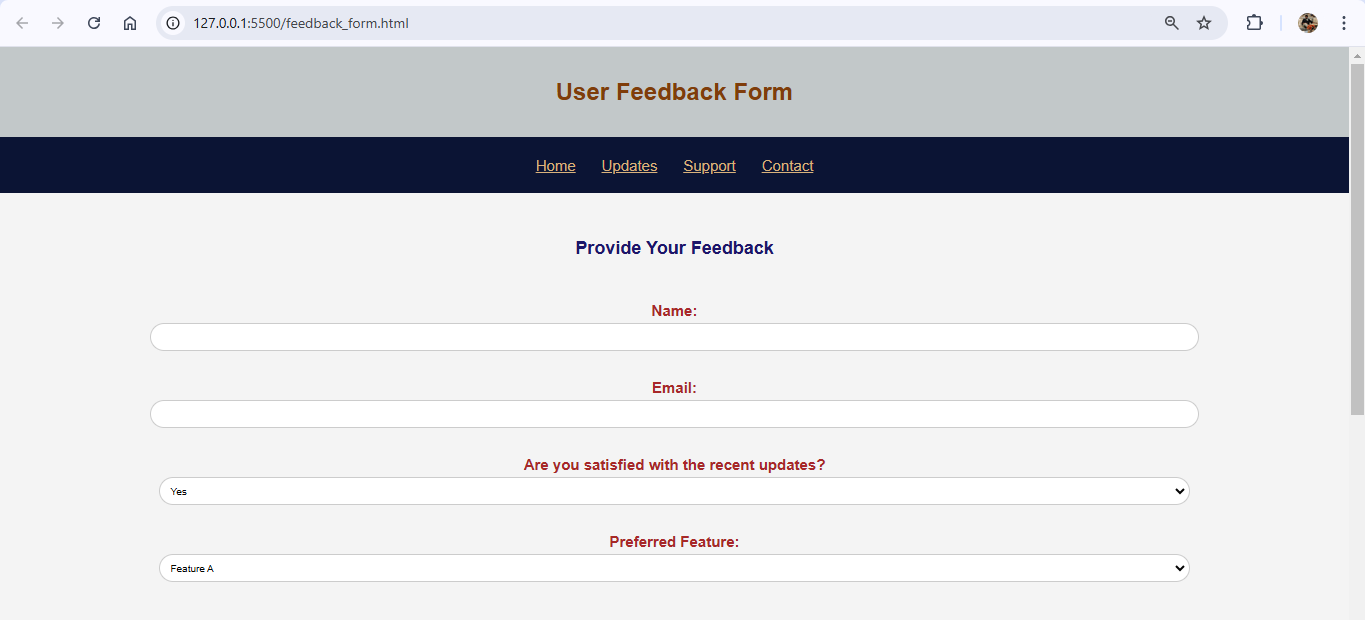 127.0.0.1:5500/feedback_form.html
User Feedback Form
Home Updates Support Contact
Provide Your Feedback
Name:
Email:
Are you satisfied with the recent updates?
Yes
Preferred Feature:
Feature A